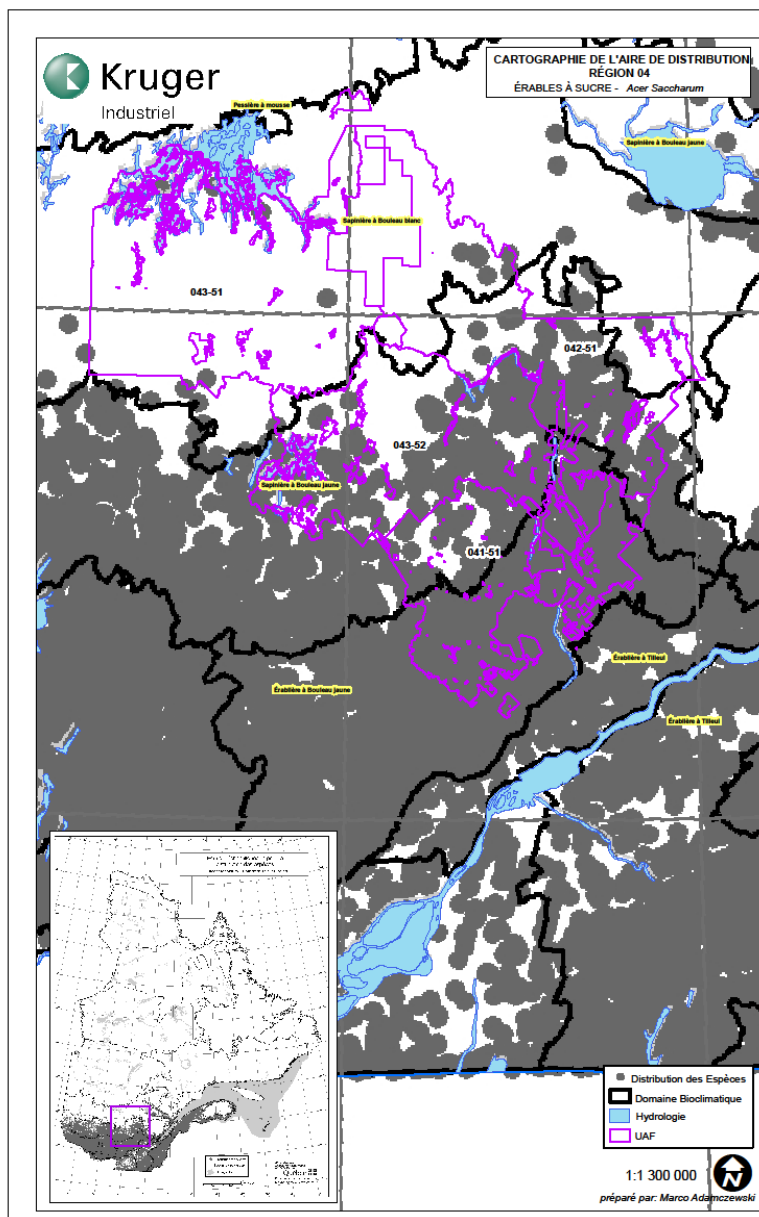 Kruger
Industriel
CARTOGRAPHIE DE L'AIRE DE DISTRIBUTION
RÉGION 04
ÉRABLES À SUCRE - Acer Saccharum
Pessière à mousse
Sapinière à Bouleau jaune
Sapinière à Bouleau blanc
043-51
042-51
043-52
Sapinière à Bouleau jaune
041-51
Érablière à Tilleul
Érablière à Bouleau jaune
Érablière à Tilleul
Distribution des Espèces
Domaine Bioclimatique
Hydrologie
UAF
1:1 300 000
N
préparé par: Marco Adamczewski